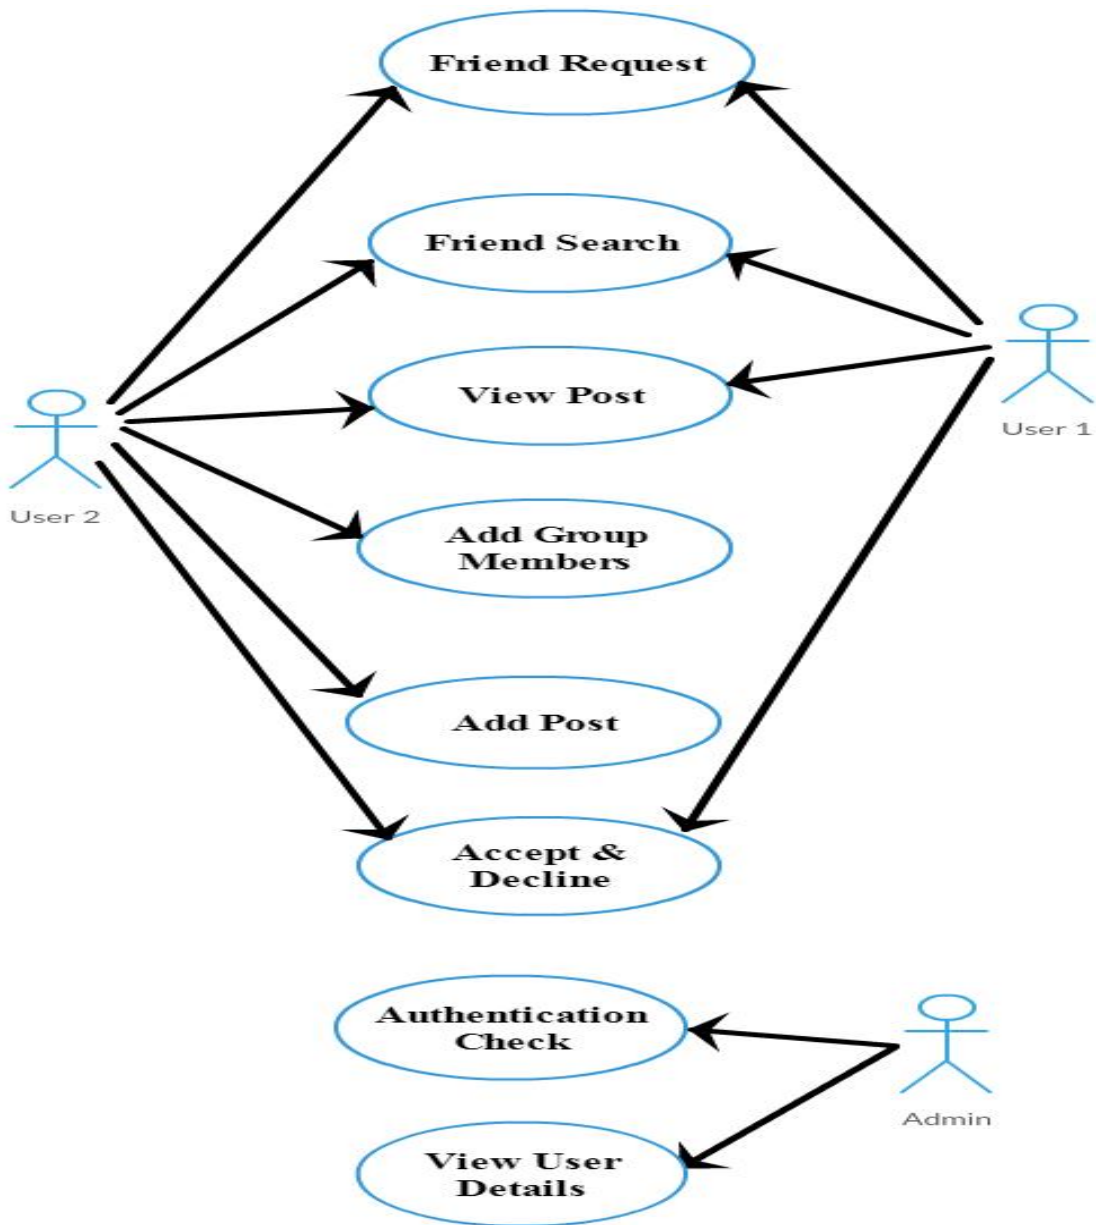 Friend Request
Friend Search
User 1
View Post
User 2
Add Group
Members
Add Post
Accept &
Decline
Authentication
Check
Admin
View User
Details